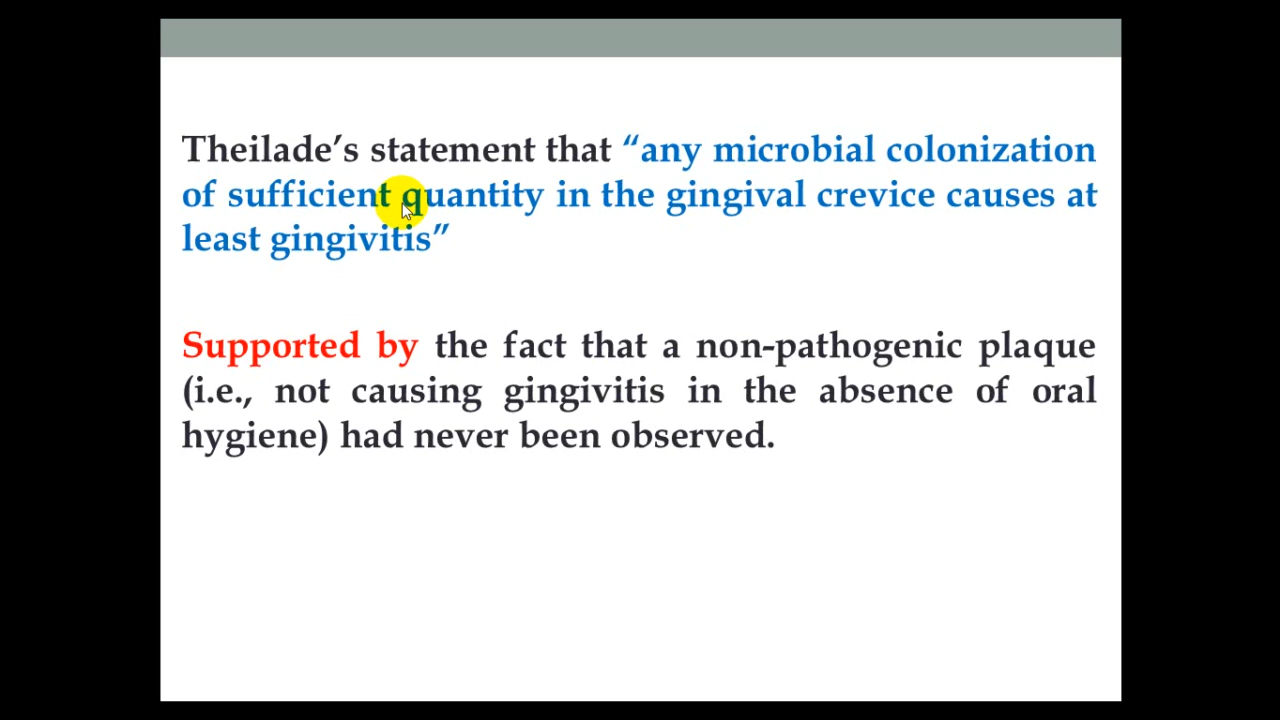 Theilade’s statement that “any microbial colonization
of sufficient quantity in the gingival crevice causes at
least gingivitis”
Supported by the fact that a non-pathogenic plaque
(i.e., not causing gingivitis in the absence of oral
hygiene) had never been observed.